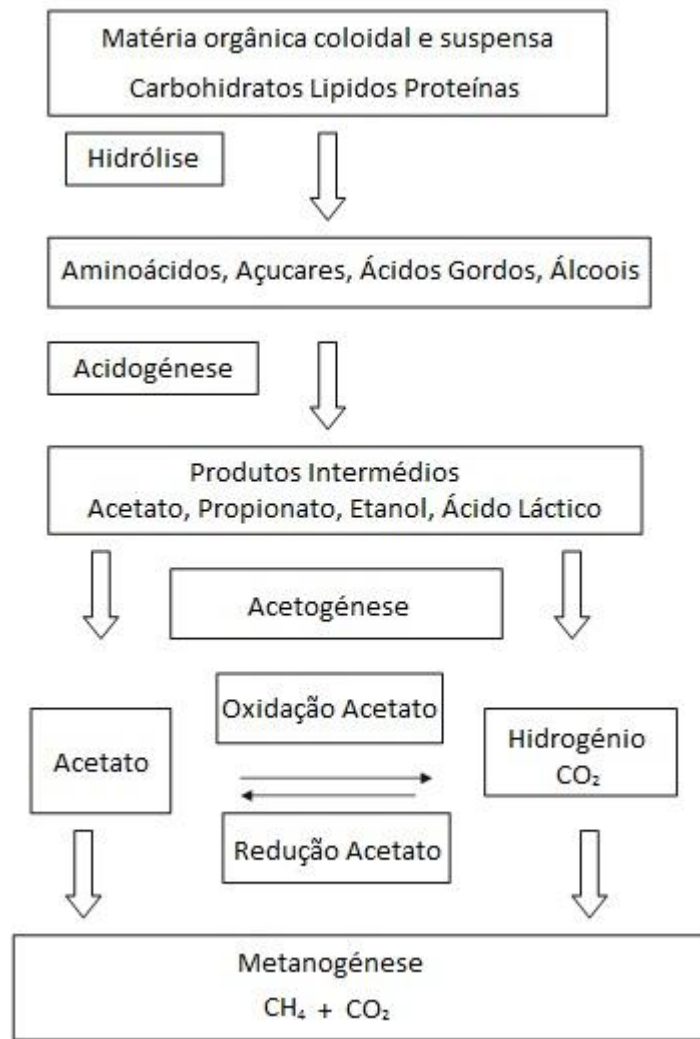 Matéria orgânica coloidal e suspensa
Carbohidratos Lipidos Proteínas
Hidrólise
Aminoácidos, Açucares, Ácidos Gordos, Álcoois
Acidogénese
Produtos Intermédios
Acetato, Propionato, Etanol, Ácido Láctico
Acetogénese
Oxidação Acetato
Acetato
Hidrogénio
CO₂
Redução Acetato
Metanogénese
CH₄ + CO₂